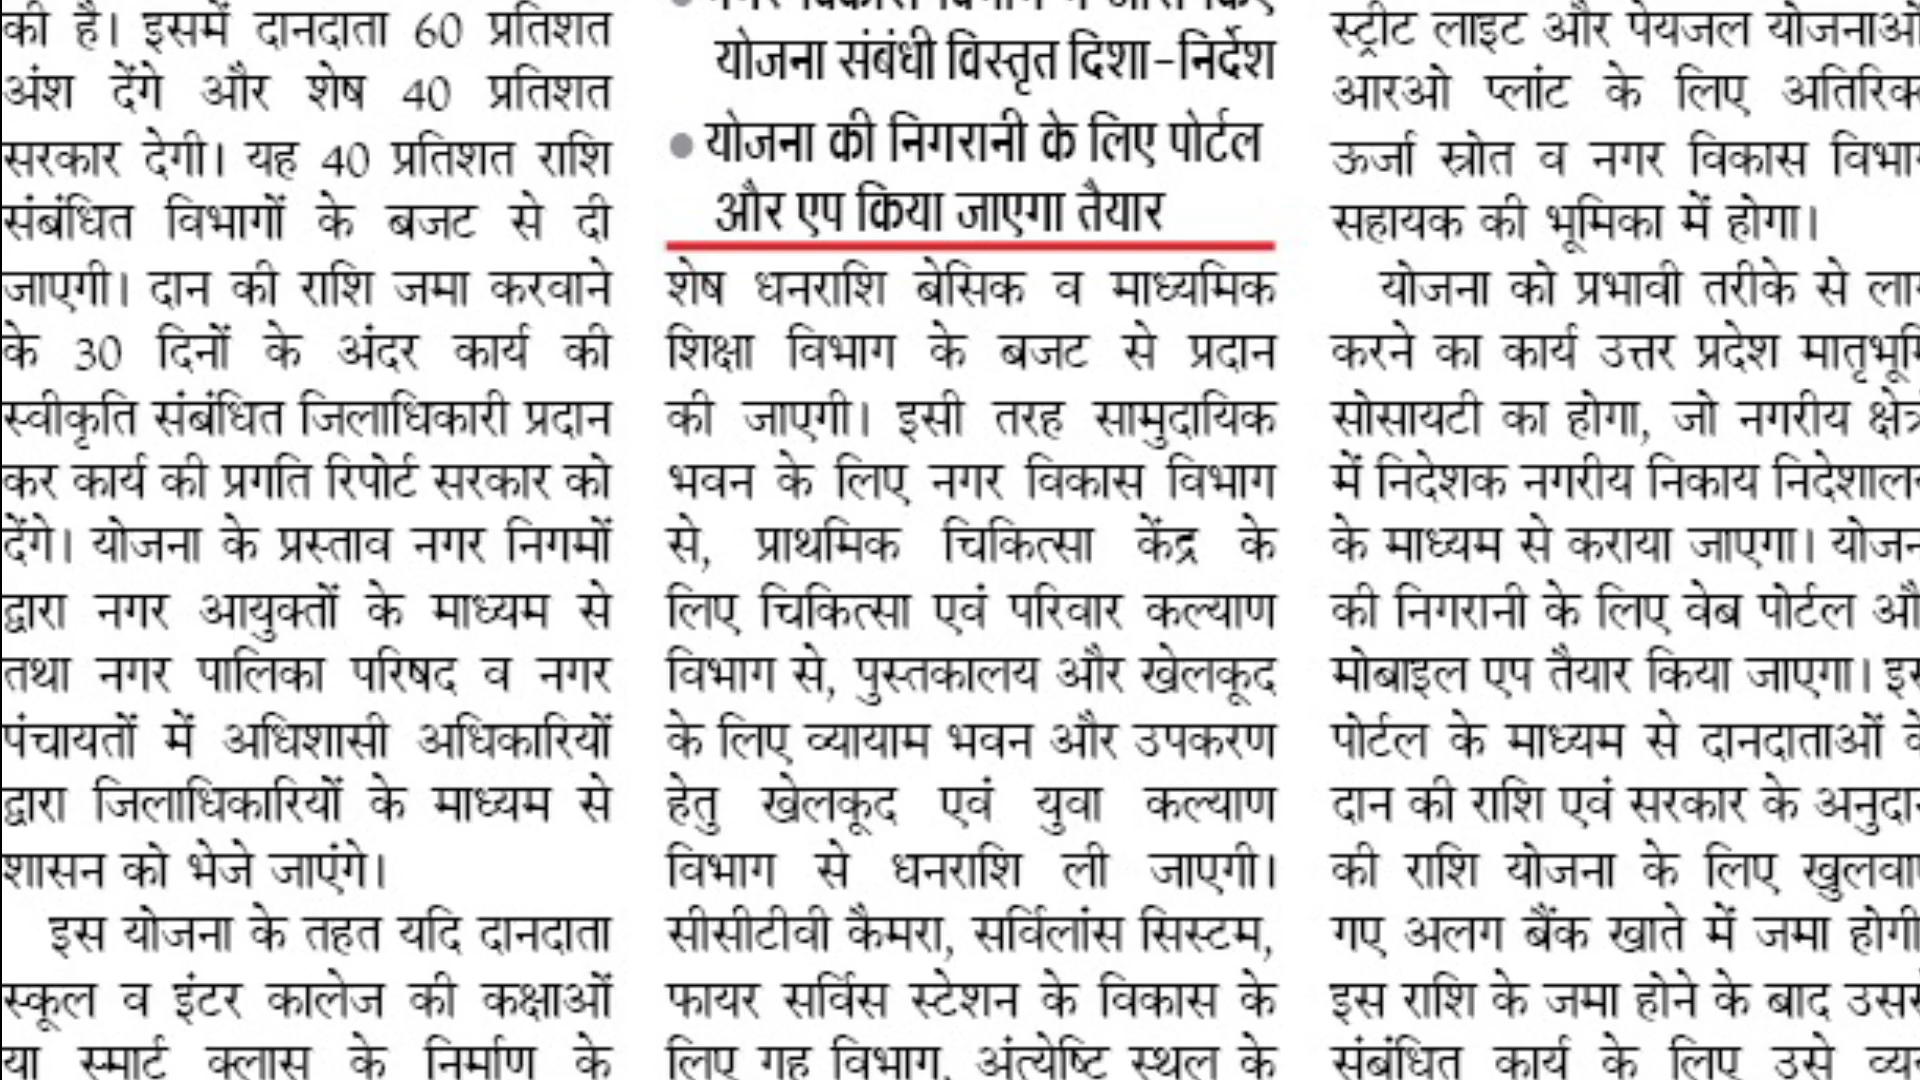 की है। इसमें दानदाता 60 प्रतिशत
अंश देंगे और शेष 40 प्रतिशत
सरकार देगी। यह 40 प्रतिशत राशि
संबंधित विभागों के बजट से दी
जाएगी। दान की राशि जमा करवाने
के 30 दिनों के अंदर कार्य की
स्वीकृति संबंधित जिलाधिकारी प्रदान
कर कार्य की प्रगति रिपोर्ट सरकार को
देंगे। योजना के प्रस्ताव नगर निगमों
द्वारा नगर आयुक्तों के माध्यम से
तथा नगर पालिका परिषद व नगर
पंचायतों में अधिशासी अधिकारियों
द्वारा जिलाधिकारियों के माध्यम से
शासन को भेजे जाएंगे।
इस योजना के तहत यदि दानदाता
स्कूल व इंटर कालेज की कक्षाओं
या स्मार्ट क्लास के निर्माण के
योजना संबंधी विस्तृत दिशा-निर्देश
● योजना की निगरानी के लिए पोर्टल
और एप किया जाएगा तैयार
शेष धनराशि बेसिक व माध्यमिक
शिक्षा विभाग के बजट से प्रदान
की जाएगी। इसी तरह सामुदायिक
भवन के लिए नगर विकास विभाग
से, प्राथमिक चिकित्सा केंद्र के
लिए चिकित्सा एवं परिवार कल्याण
विभाग से, पुस्तकालय और खेलकूद
के लिए व्यायाम भवन और उपकरण
हेतु खेलकूद एवं युवा कल्याण
विभाग से धनराशि ली जाएगी।
सीसीटीवी कैमरा, सर्विलांस सिस्टम,
फायर सर्विस स्टेशन के विकास के
लिए गृह विभाग, अंत्येष्टि स्थल के
स्ट्रीट लाइट और पेयजल
आरओ प्लांट के लिए
ऊर्जा स्रोत व नगर विकास
सहायक की भूमिका में होगा।
योजना को प्रभावी तरीके से
करने का कार्य उत्तर प्रदेश
सोसायटी का होगा, जो नगरीय
में निदेशक नगरीय निकाय
के माध्यम से कराया जाएगा।
की निगरानी के लिए वेब पोर्टल
मोबाइल एप तैयार किया जाएगा।
पोर्टल के माध्यम से दानदाताओं
दान की राशि एवं सरकार के
की राशि योजना के लिए
गए अलग बैंक खाते में जमा होगी
इस राशि के जमा होने के बाद
संबंधित कार्य के लिए उसे